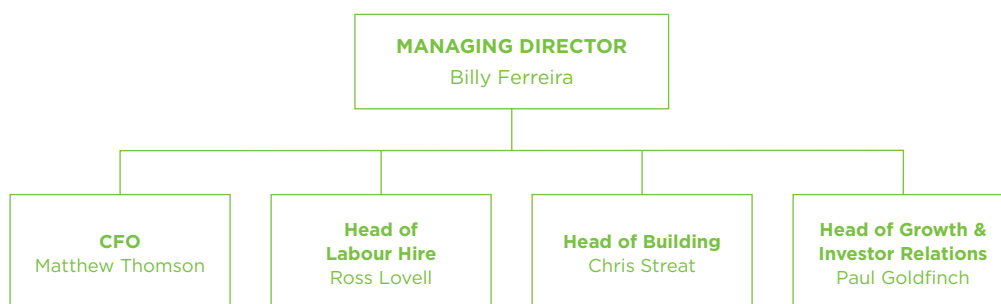 MANAGING DIRECTOR
Billy Ferreira
CFO
Matthew Thomson
Head of
Labour Hire
Ross Lovell
Head of Building
Chris Streat
Head of Growth &
Investor Relations
Paul Goldfinch